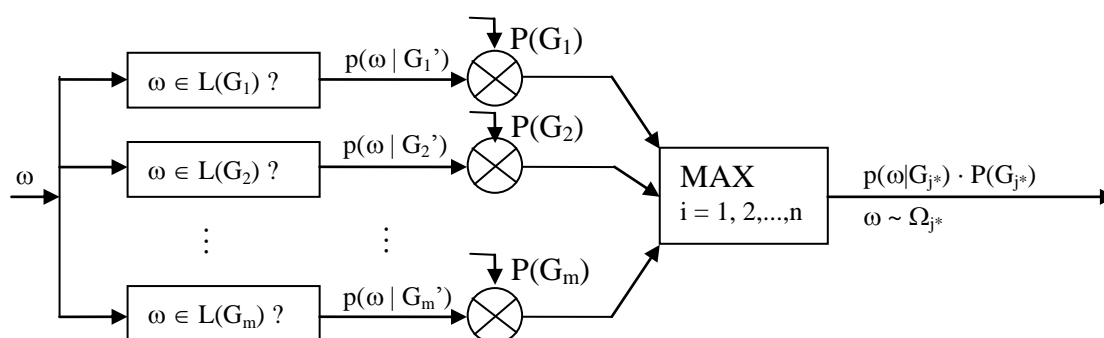 P(G₁)
ω ∈ L(G₁) ?
p(ω | G₁’)
P(G₂)
ω ∈ L(G₂) ?
p(ω | G₂’)
ω
MAX
i = 1, 2,...,n
p(ω|Gⱼ*) · P(Gⱼ*)
ω ~ Ωⱼ*
⋮ ⋮
P(Gₘ)
ω ∈ L(Gₘ) ?
p(ω | Gₘ’)